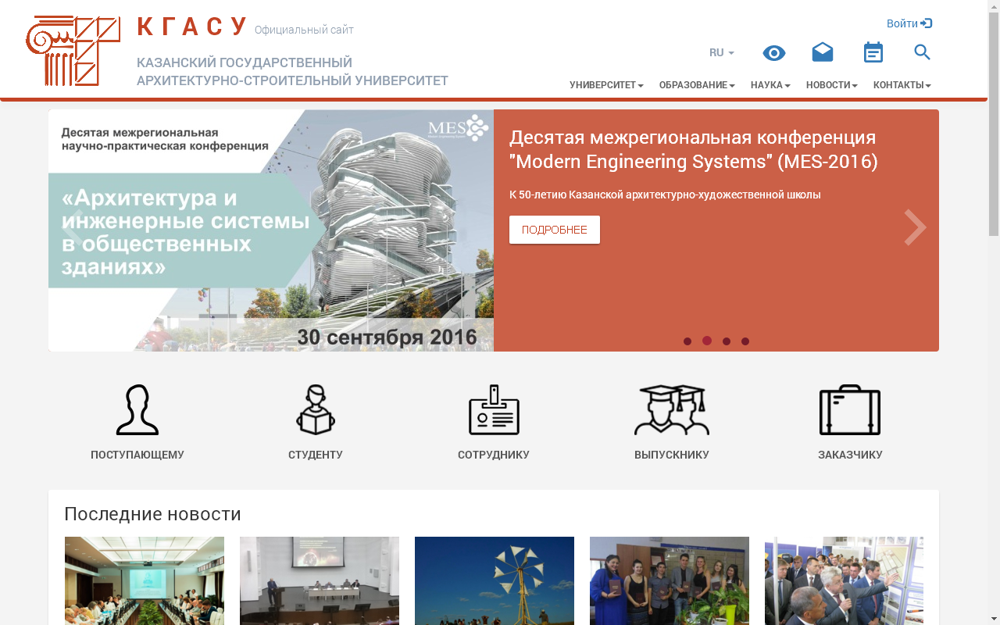 К Г А С У Официальный сайт
Войти
КАЗАНСКИЙ ГОСУДАРСТВЕННЫЙ
АРХИТЕКТУРНО-СТРОИТЕЛЬНЫЙ УНИВЕРСИТЕТ
RU
УНИВЕРСИТЕТ ОБРАЗОВАНИЕ НАУКА НОВОСТИ КОНТАКТЫ
Десятая межрегиональная
научно-практическая конференция
MES
«Архитектура и
инженерные системы
в общественных
зданиях»
30 сентября 2016
Десятая межрегиональная конференция
"Modern Engineering Systems" (MES-2016)
К 50-летию Казанской архитектурно-художественной школы
ПОДРОБНЕЕ
ПОСТУПАЮЩЕМУ СТУДЕНТУ СОТРУДНИКУ ВЫПУСКНИКУ ЗАКАЗЧИКУ
Последние новости